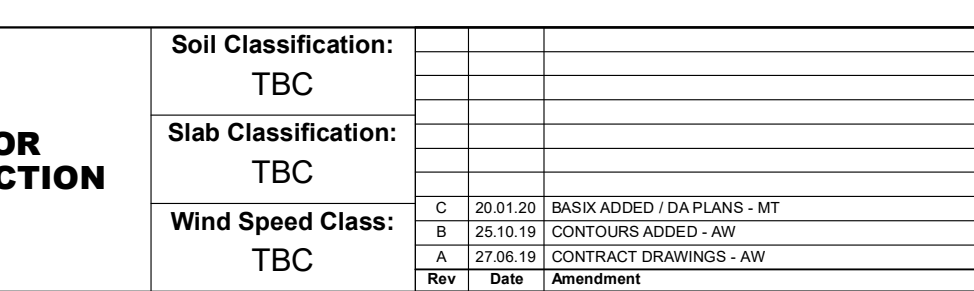 OR
CTION
Soil Classification:
TBC
Slab Classification:
TBC
Wind Speed Class:
TBC
C 20.01.20 BASIX ADDED / DA PLANS - MT
B 25.10.19 CONTOURS ADDED - AW
A 27.06.19 CONTRACT DRAWINGS - AW
Rev Date Amendment